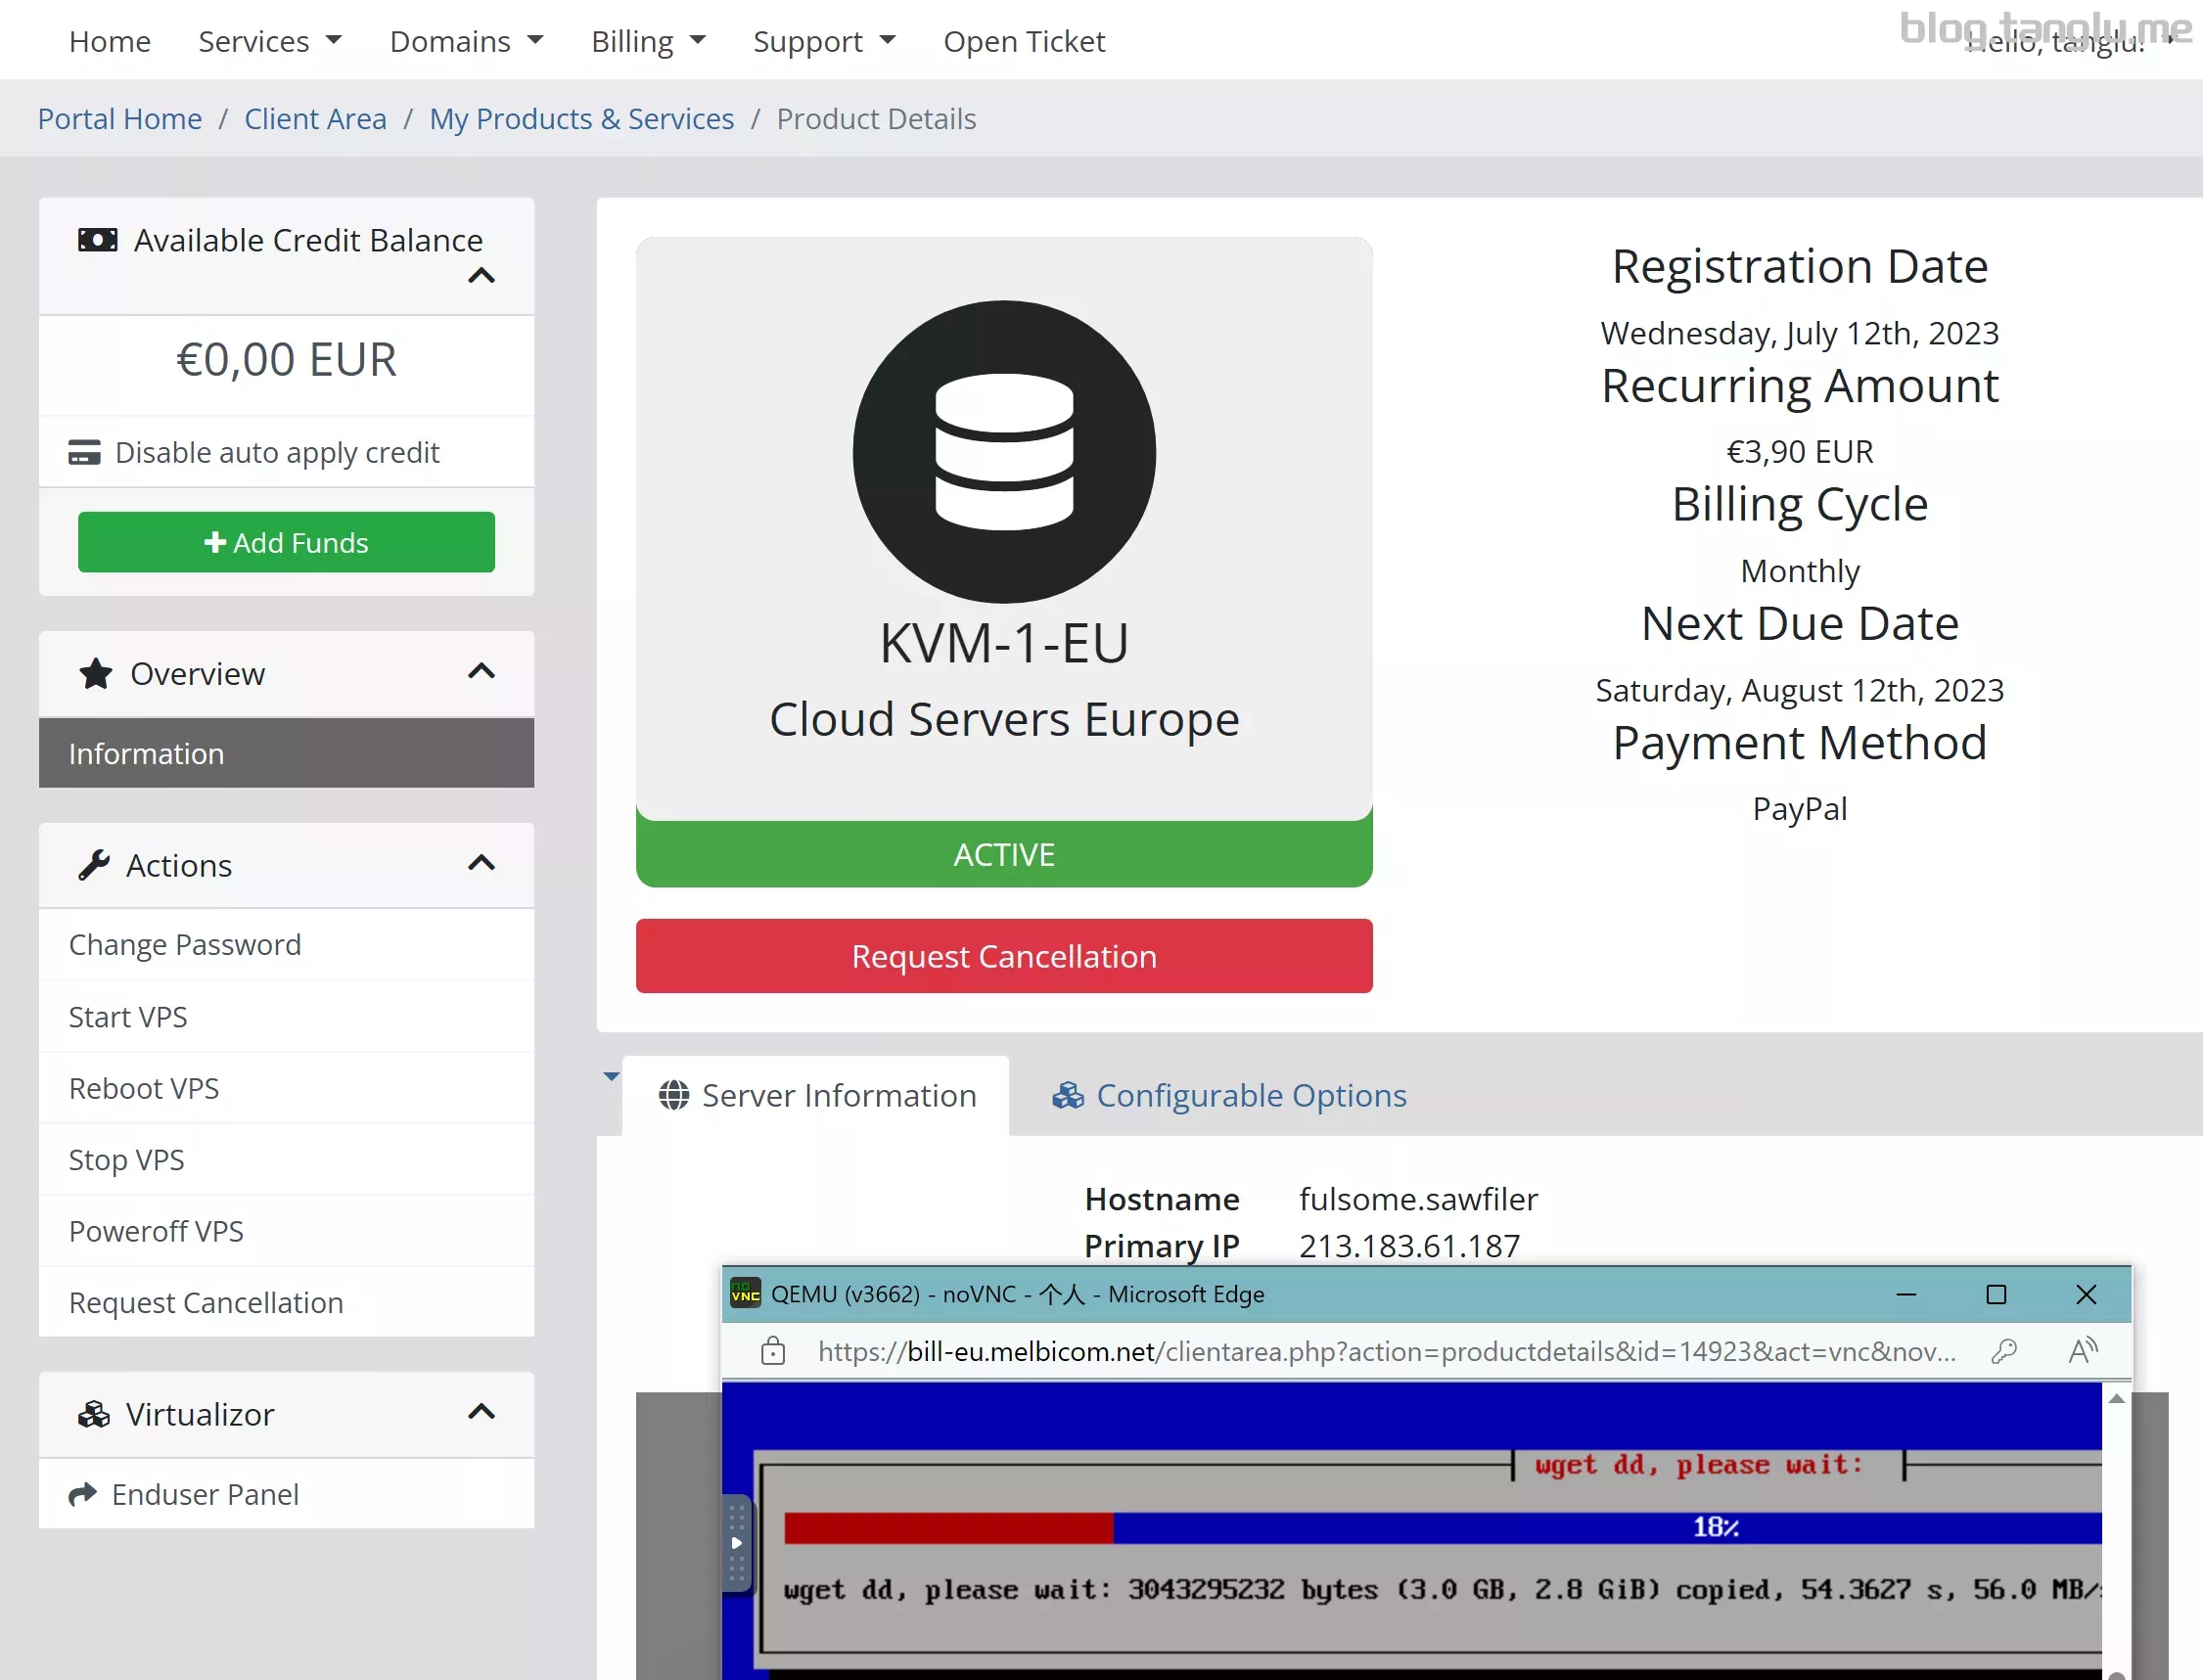 Home Services Domains Billing Support Open Ticket Hello, tanglu!
blog.tanglu.me
Portal Home / Client Area / My Products & Services / Product Details
Available Credit Balance
€0,00 EUR
Disable auto apply credit
Add Funds
Overview
Information
Actions
Change Password
Start VPS
Reboot VPS
Stop VPS
Poweroff VPS
Request Cancellation
Virtualizor
Enduser Panel
KVM-1-EU
Cloud Servers Europe
ACTIVE
Request Cancellation
Registration Date
Wednesday, July 12th, 2023
Recurring Amount
€3,90 EUR
Billing Cycle
Monthly
Next Due Date
Saturday, August 12th, 2023
Payment Method
PayPal
Server Information Configurable Options
Hostname fulsome.sawfiler
Primary IP 213.183.61.187
noVNC QEMU (v3662) - noVNC - 个人 - Microsoft Edge
https://bill-eu.melbicom.net/clientarea.php?action=productdetails&id=14923&act=vnc&nov...
wget dd, please wait:
18%
wget dd, please wait: 3043295232 bytes (3.0 GB, 2.8 GiB) copied, 54.3627 s, 56.0 MB/